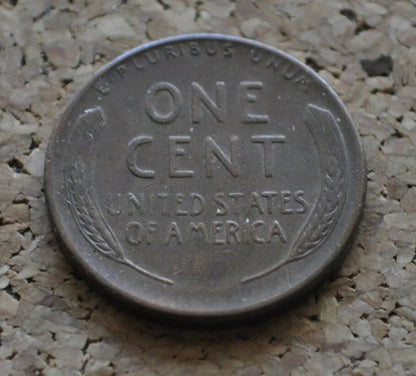 E PLURIBUS UNUM
ONE
CENT
UNITED STATES
OF AMERICA